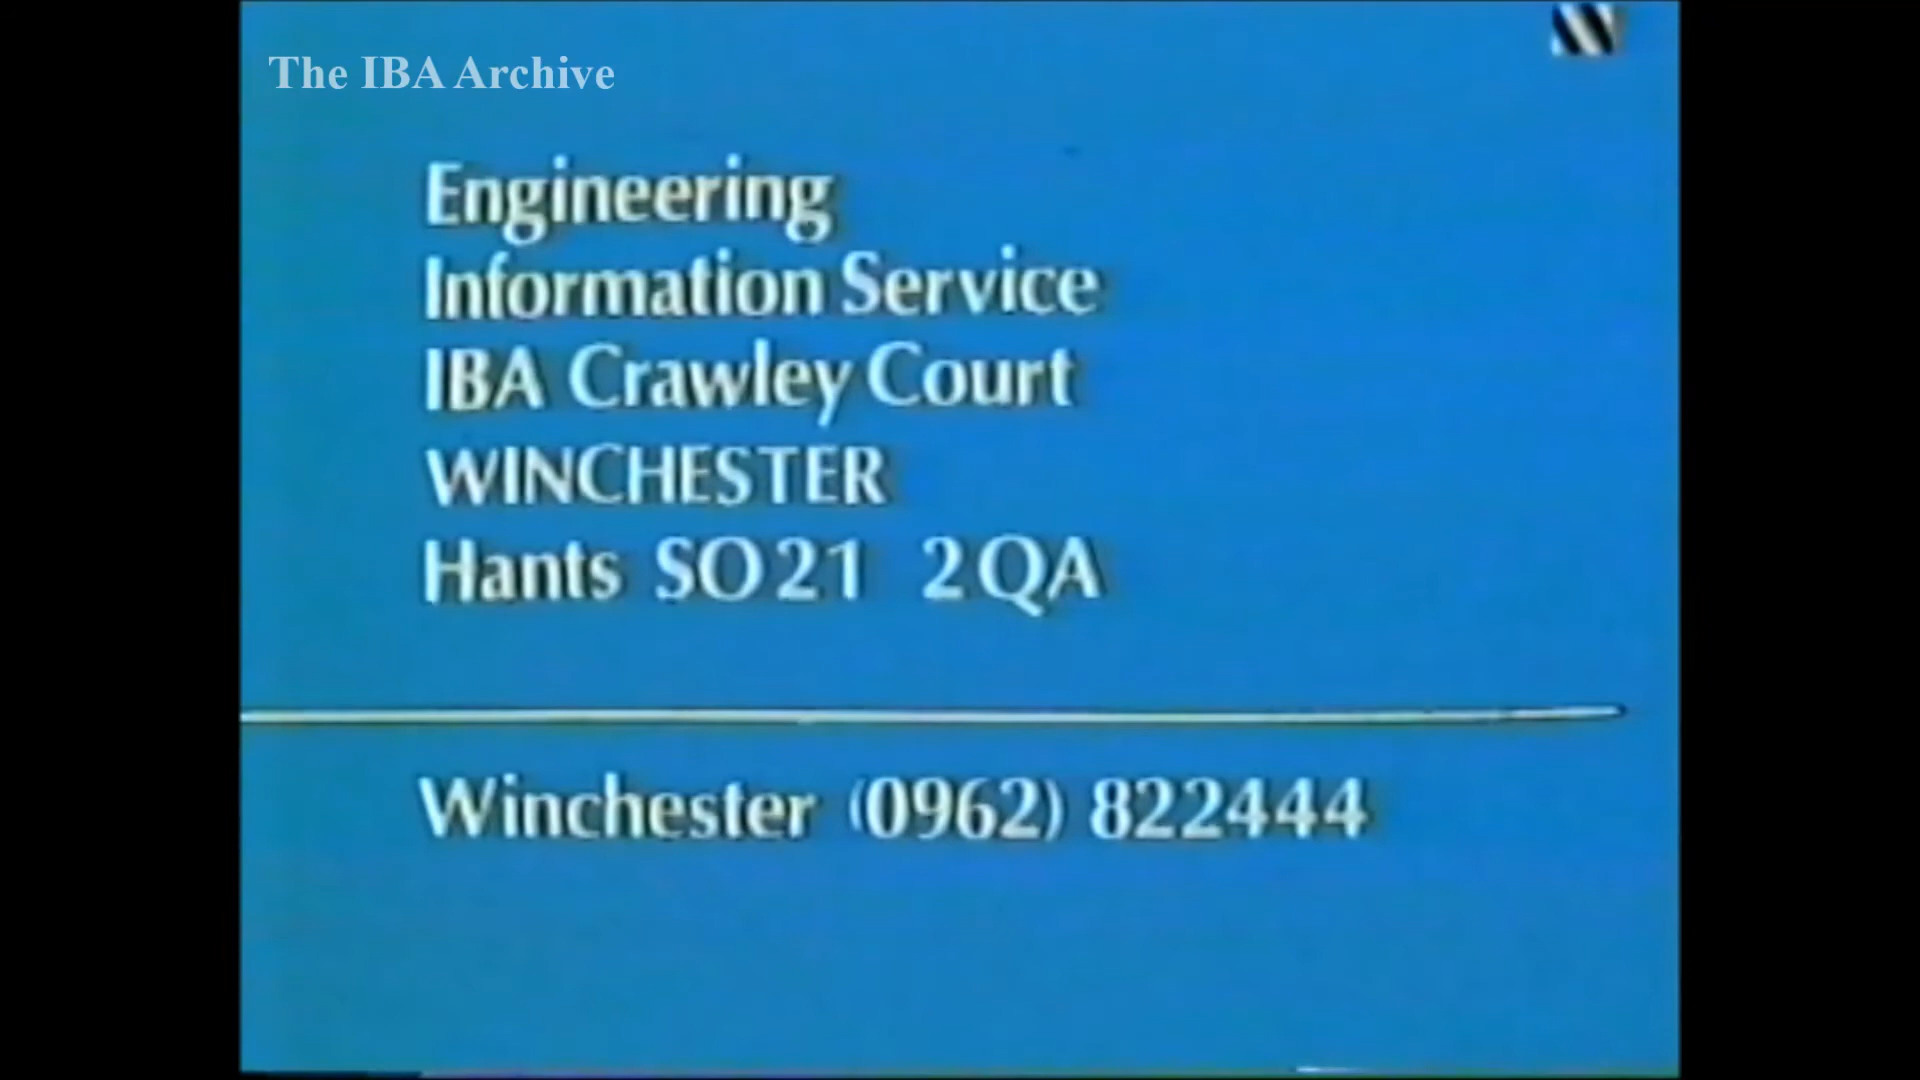 The IBA Archive
Engineering
Information Service
IBA Crawley Court
WINCHESTER
Hants SO21 2QA
Winchester (0962) 822444